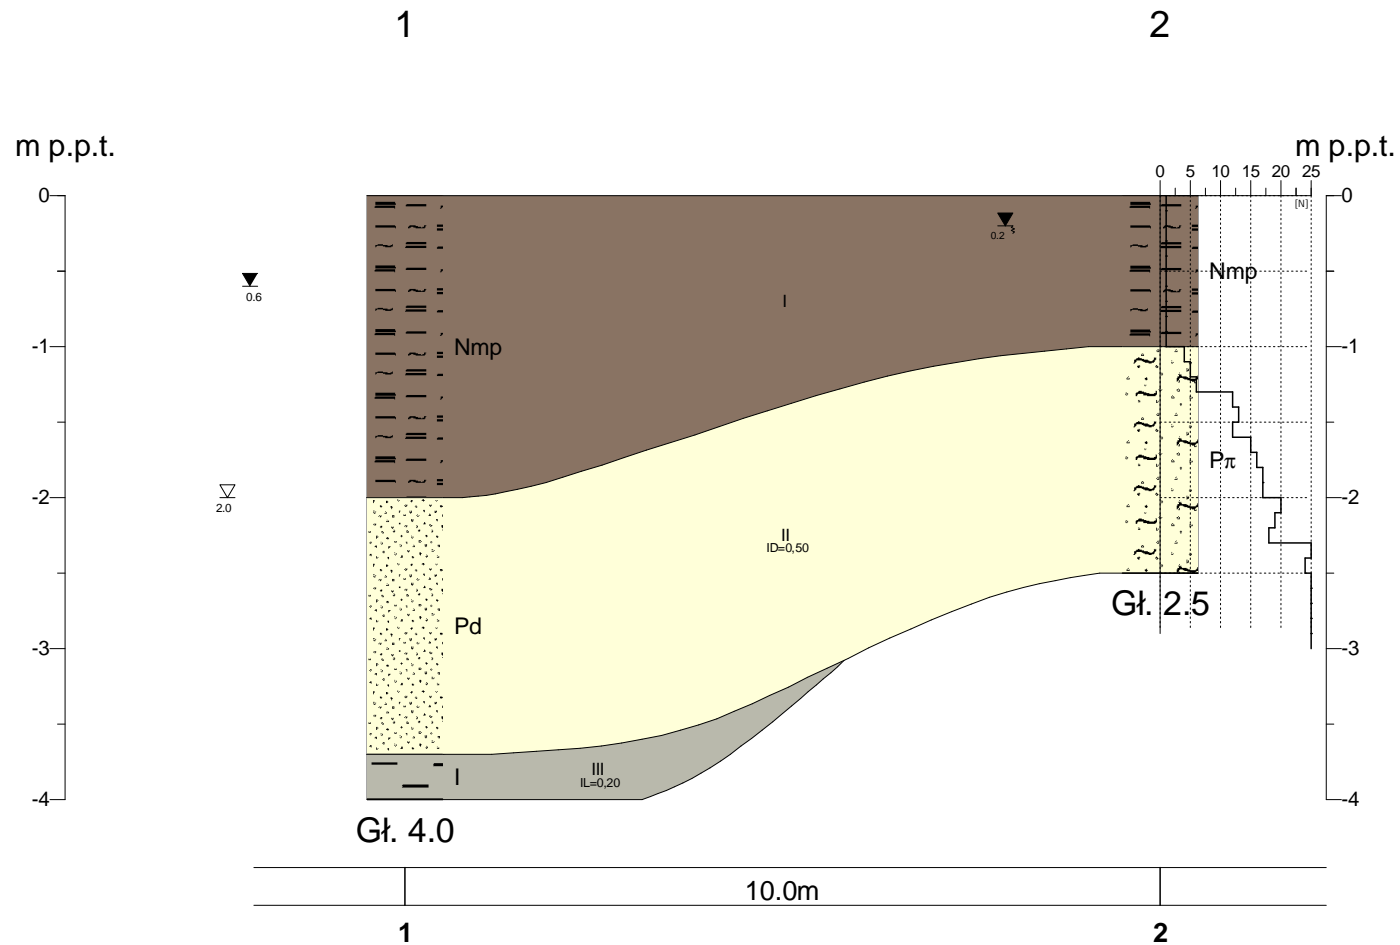 1 2
m p.p.t. m p.p.t.
0 5 10 15 20 25
[N]
0 0
0.2
Nmp
0.6
I
-1 Nmp -1
Pπ
-2 -2
2.0
II
ID=0,50
Gł. 2.5
Pd
-3 -3
I III
IL=0,20
-4 -4
Gł. 4.0
10.0m
1 2